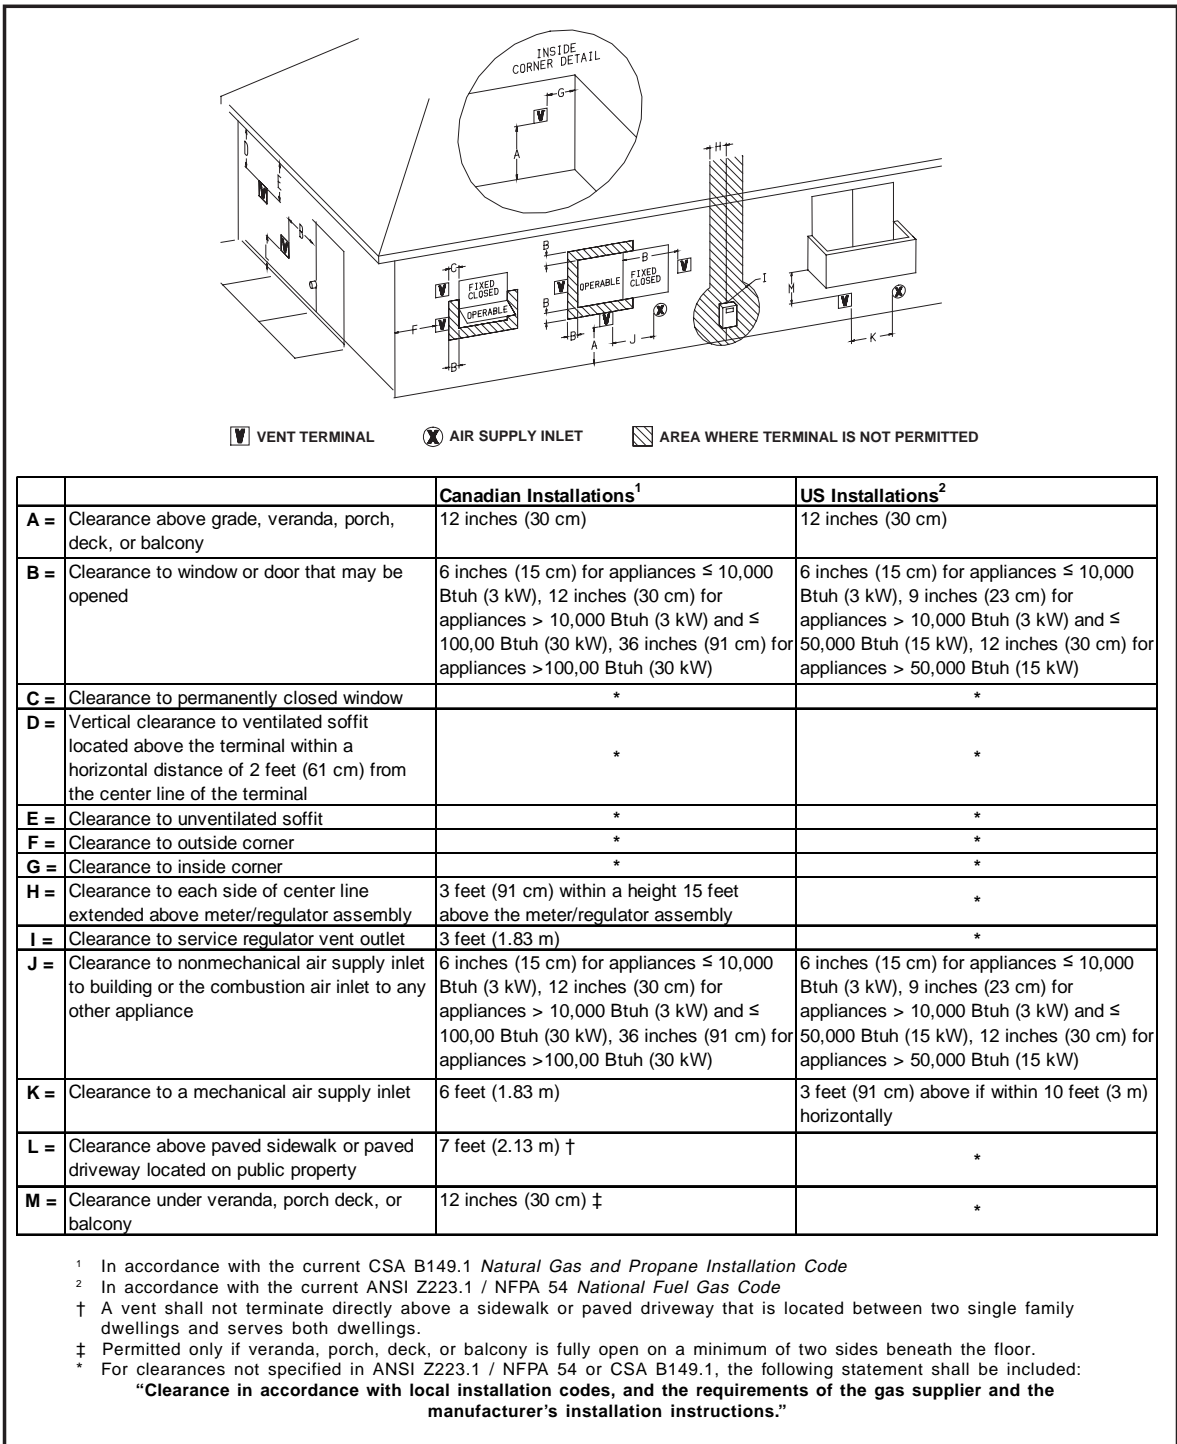 INSIDE
CORNER DETAIL
G
A
D
E
B
L
H
B
C
B
FIXED
CLOSED
OPERABLE
FIXED
CLOSED
OPERABLE
I
M
F
B
J
K
B
B
A
V VENT TERMINAL
X AIR SUPPLY INLET
AREA WHERE TERMINAL IS NOT PERMITTED
Canadian Installations¹
US Installations²
A = Clearance above grade, veranda, porch,
deck, or balcony
12 inches (30 cm)
12 inches (30 cm)
B = Clearance to window or door that may be
opened
6 inches (15 cm) for appliances ≤ 10,000
Btuh (3 kW), 12 inches (30 cm) for
appliances > 10,000 Btuh (3 kW) and ≤
100,00 Btuh (30 kW), 36 inches (91 cm) for
appliances >100,00 Btuh (30 kW)
6 inches (15 cm) for appliances ≤ 10,000
Btuh (3 kW), 9 inches (23 cm) for
appliances > 10,000 Btuh (3 kW) and ≤
50,000 Btuh (15 kW), 12 inches (30 cm) for
appliances > 50,000 Btuh (15 kW)
C = Clearance to permanently closed window
*
*
D = Vertical clearance to ventilated soffit
located above the terminal within a
horizontal distance of 2 feet (61 cm) from
the center line of the terminal
*
*
E = Clearance to unventilated soffit
*
*
F = Clearance to outside corner
*
*
G = Clearance to inside corner
*
*
H = Clearance to each side of center line
extended above meter/regulator assembly
3 feet (91 cm) within a height 15 feet
above the meter/regulator assembly
*
I = Clearance to service regulator vent outlet
3 feet (1.83 m)
*
J = Clearance to nonmechanical air supply inlet
to building or the combustion air inlet to any
other appliance
6 inches (15 cm) for appliances ≤ 10,000
Btuh (3 kW), 12 inches (30 cm) for
appliances > 10,000 Btuh (3 kW) and ≤
100,00 Btuh (30 kW), 36 inches (91 cm) for
appliances >100,00 Btuh (30 kW)
6 inches (15 cm) for appliances ≤ 10,000
Btuh (3 kW), 9 inches (23 cm) for
appliances > 10,000 Btuh (3 kW) and ≤
50,000 Btuh (15 kW), 12 inches (30 cm) for
appliances > 50,000 Btuh (15 kW)
K = Clearance to a mechanical air supply inlet
6 feet (1.83 m)
3 feet (91 cm) above if within 10 feet (3 m)
horizontally
L = Clearance above paved sidewalk or paved
driveway located on public property
7 feet (2.13 m) †
*
M = Clearance under veranda, porch deck, or
balcony
12 inches (30 cm) ‡
*
¹ In accordance with the current CSA B149.1 Natural Gas and Propane Installation Code
² In accordance with the current ANSI Z223.1 / NFPA 54 National Fuel Gas Code
† A vent shall not terminate directly above a sidewalk or paved driveway that is located between two single family
dwellings and serves both dwellings.
‡ Permitted only if veranda, porch, deck, or balcony is fully open on a minimum of two sides beneath the floor.
* For clearances not specified in ANSI Z223.1 / NFPA 54 or CSA B149.1, the following statement shall be included:
“Clearance in accordance with local installation codes, and the requirements of the gas supplier and the
manufacturer’s installation instructions.”